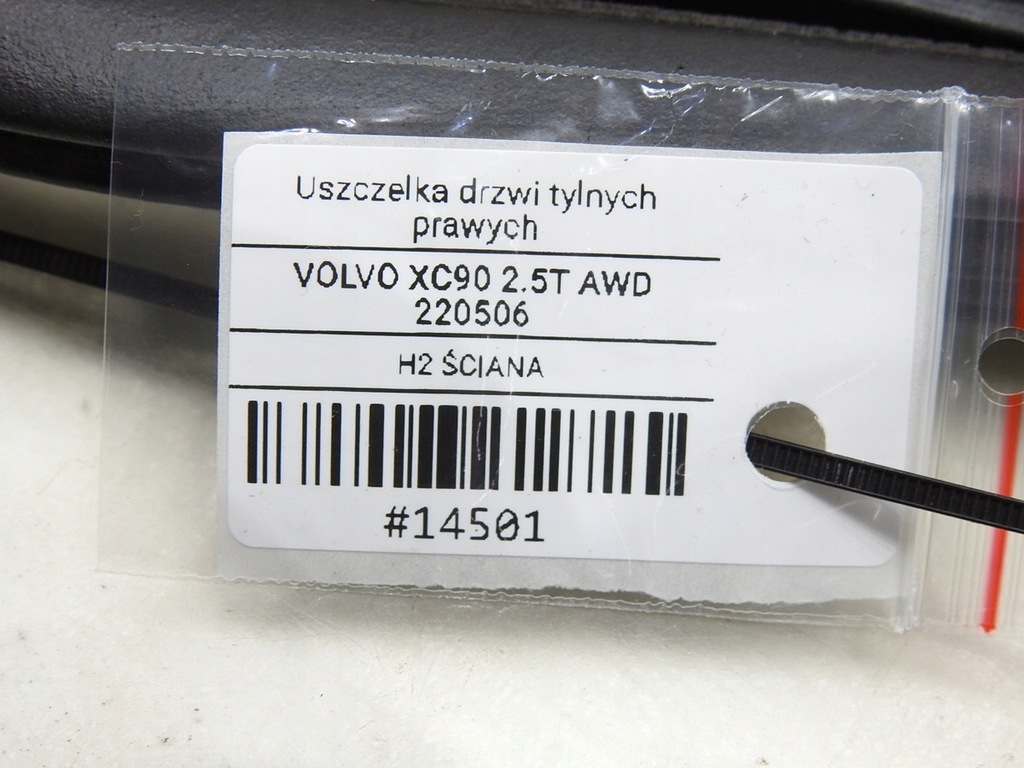 Uszczelka drzwi tylnych
prawych
VOLVO XC90 2.5T AWD
220506
H2 ŚCIANA
#14501